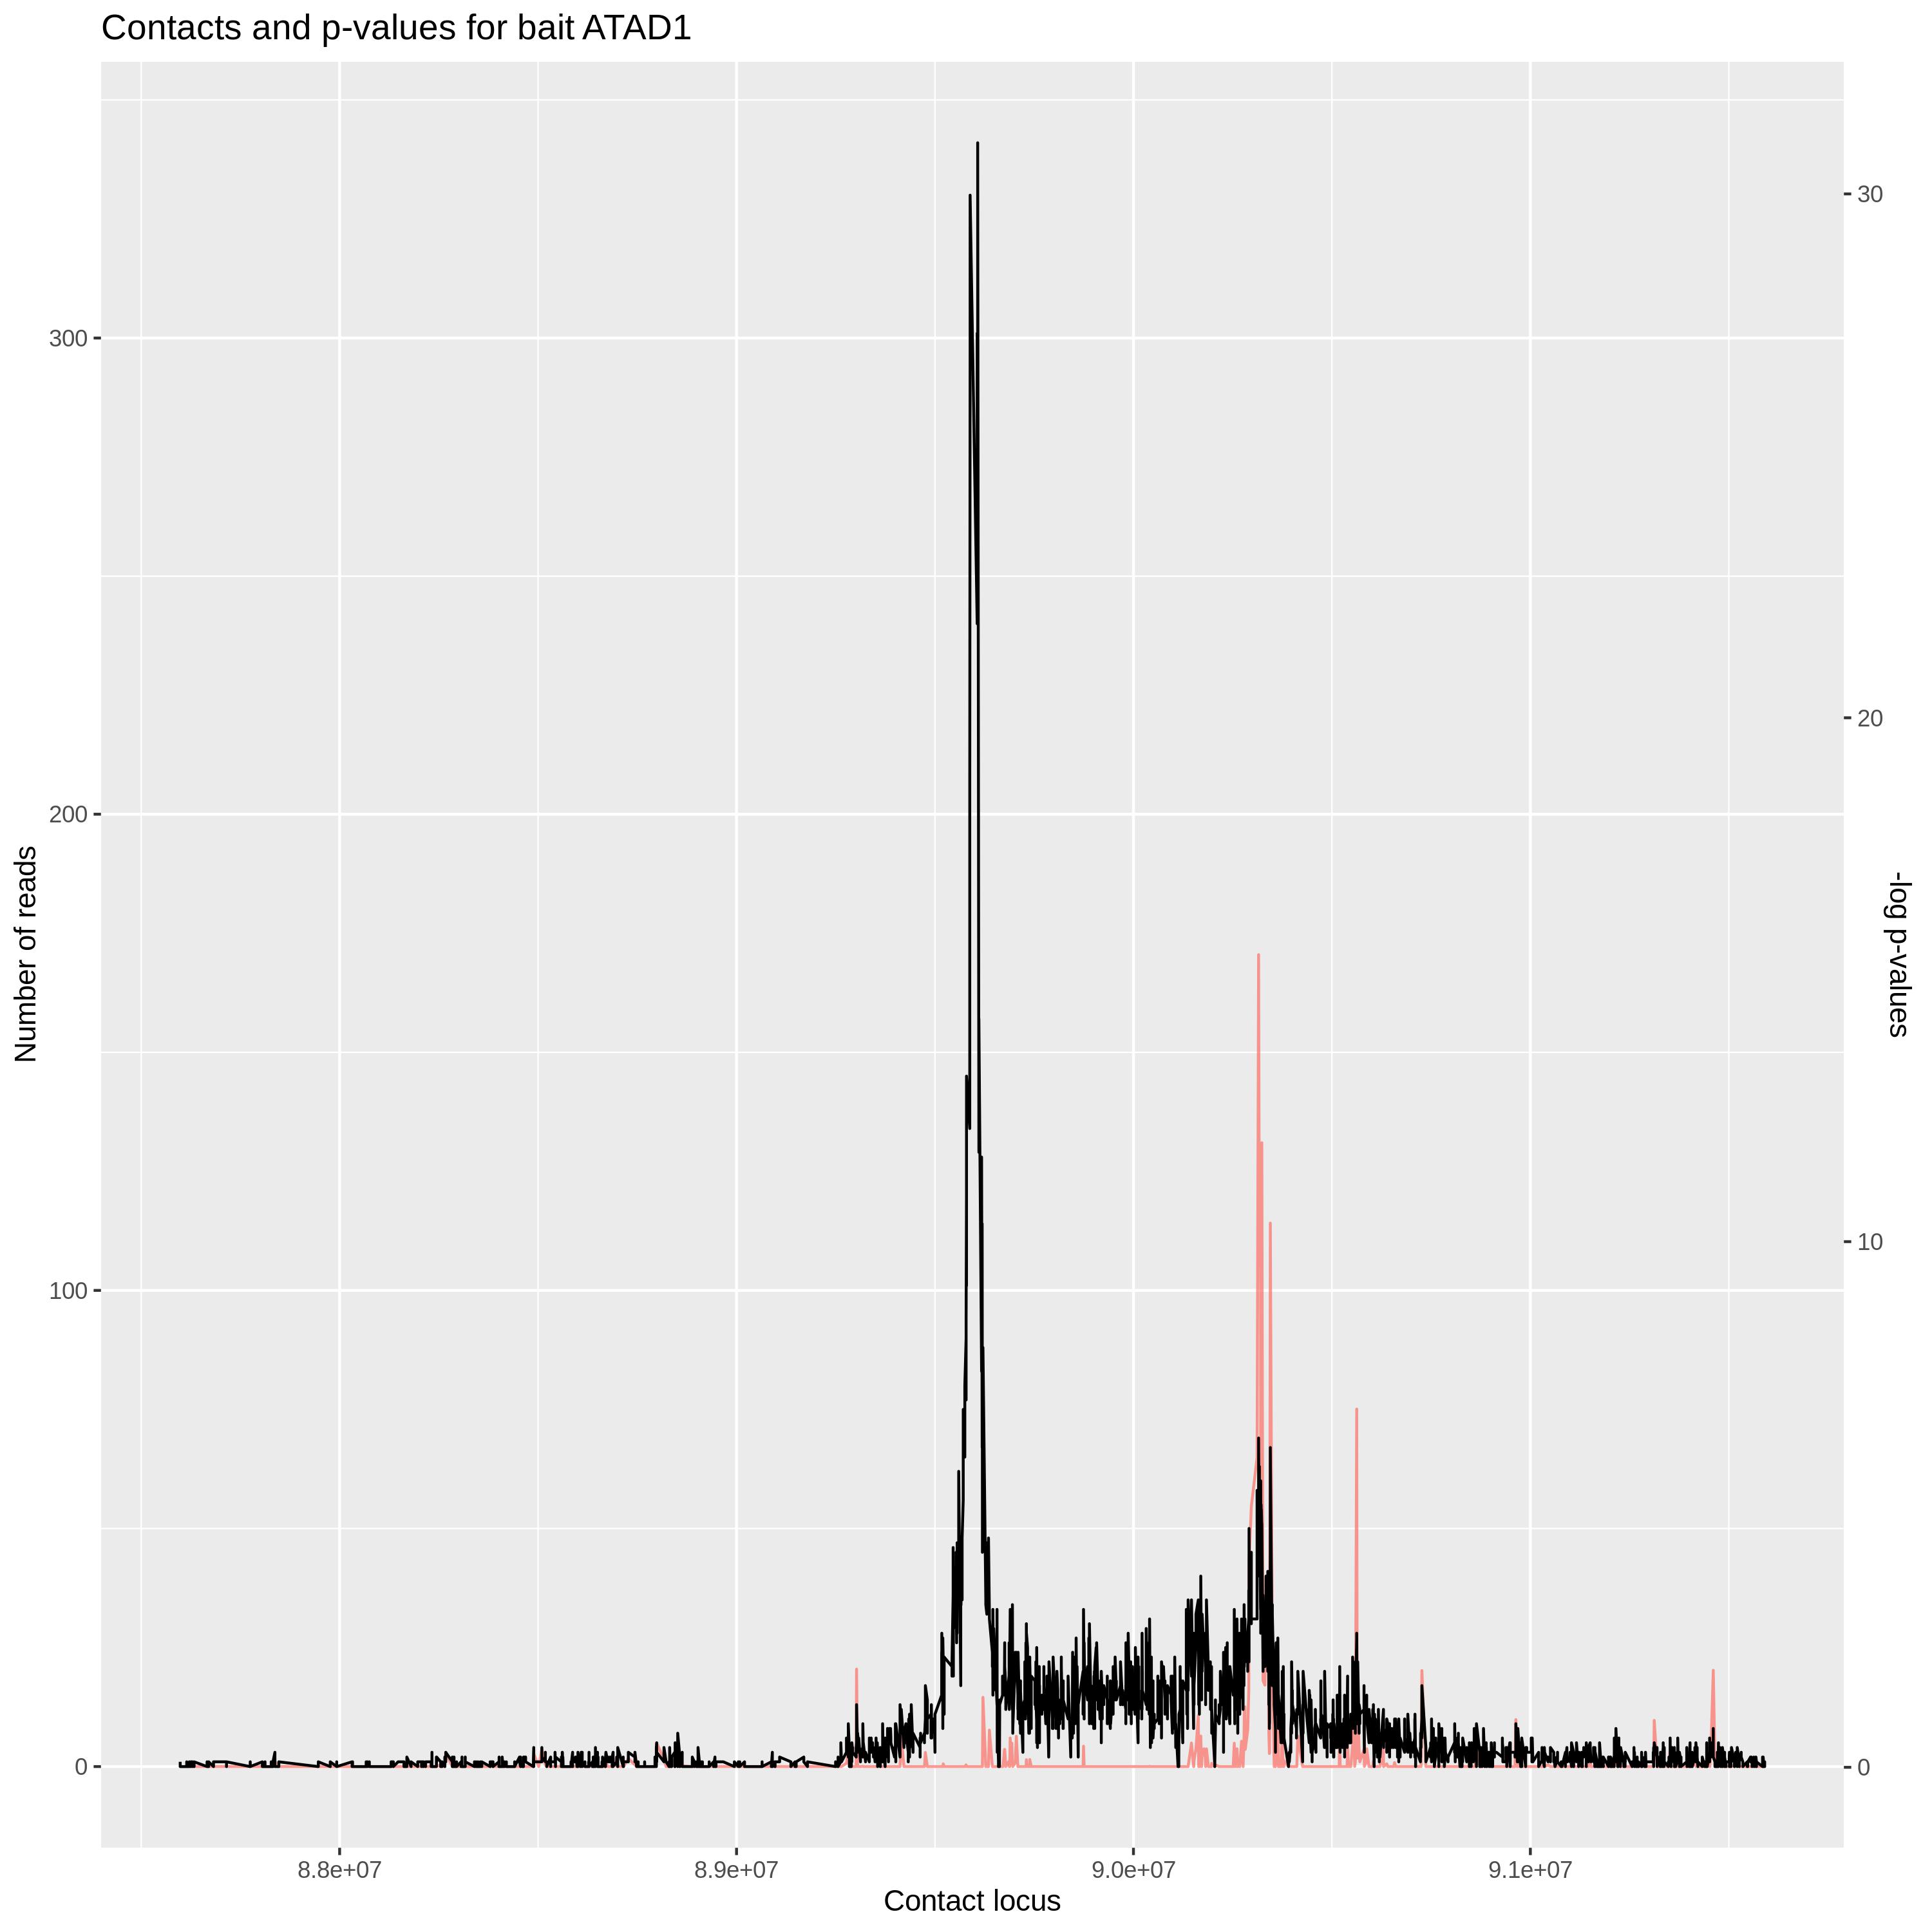 Contacts and p-values for bait ATAD1
300
200
100
0
30
20
10
0
Number of reads
-log p-values
8.8e+07
8.9e+07
9.0e+07
9.1e+07
Contact locus